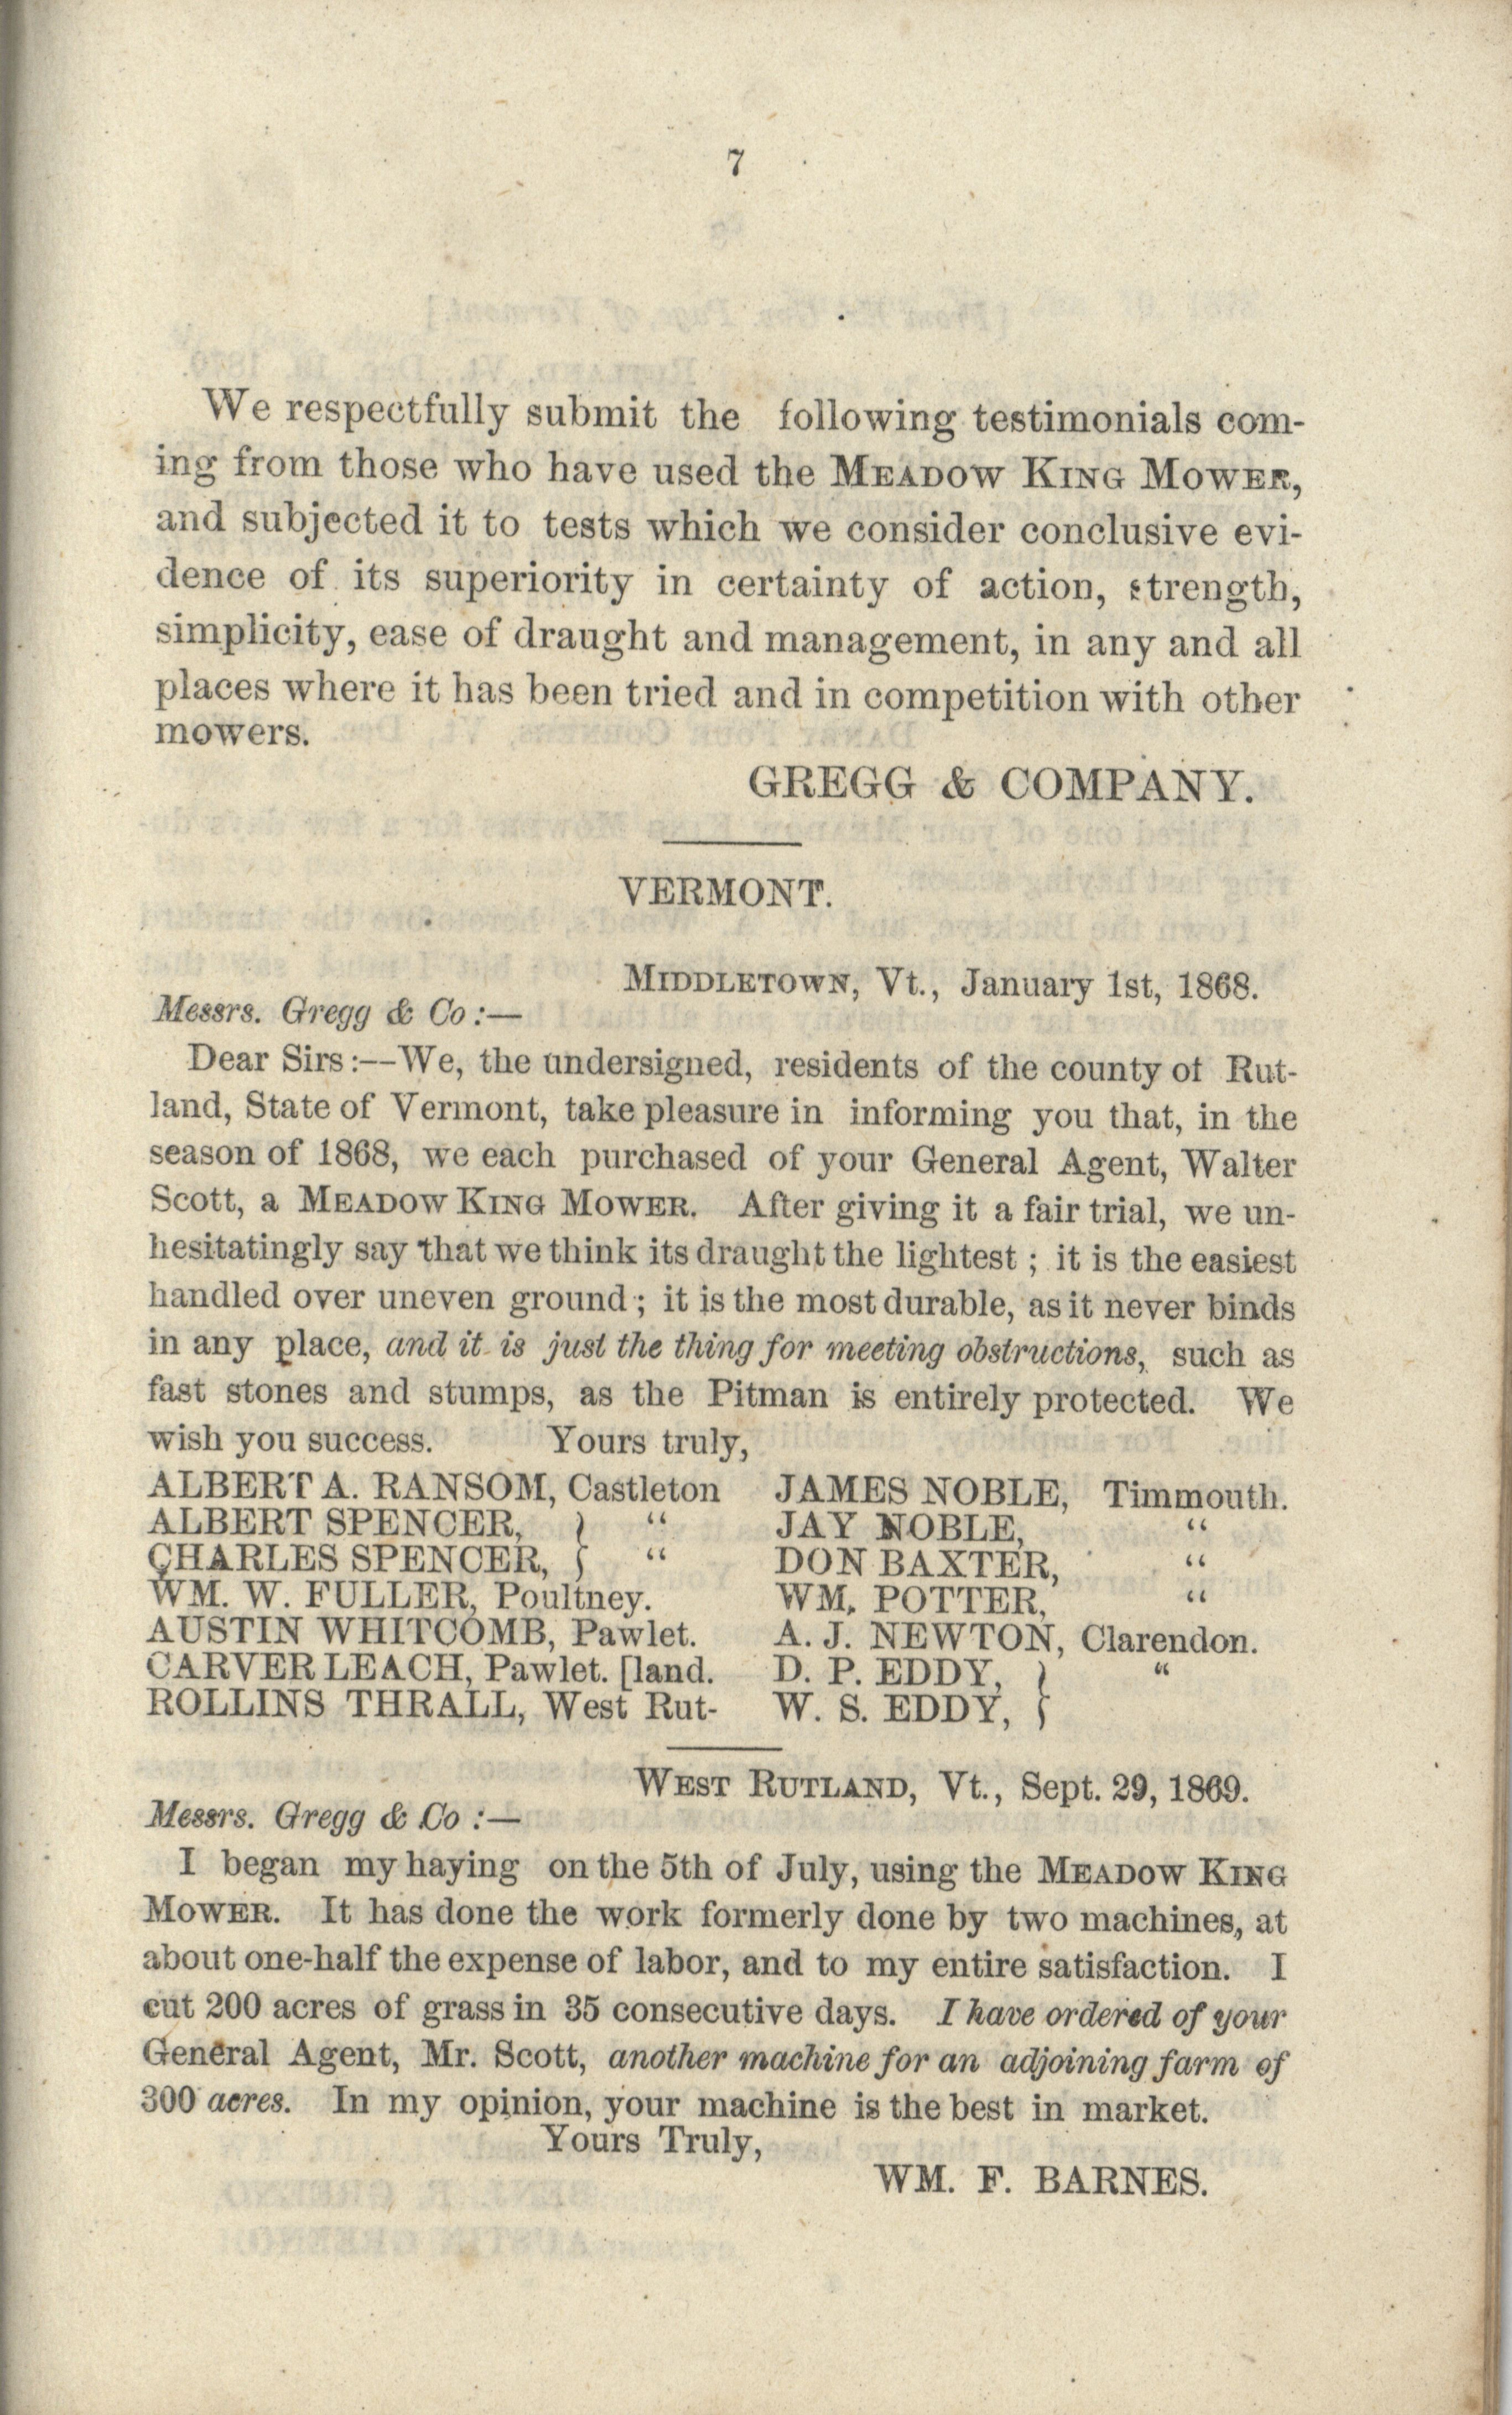 7
We respectfully submit the following testimonials com-
ing from those who have used the MEADOW KING MOWER,
and subjected it to tests which we consider conclusive evi-
dence of its superiority in certainty of action, strength,
simplicity, ease of draught and management, in any and all
places where it has been tried and in competition with other
mowers.
GREGG & COMPANY.
VERMONT.
MIDDLETOWN, Vt., January 1st, 1868.
Messrs. Gregg & Co:—
Dear Sirs:—We, the undersigned, residents of the county of Rut-
land, State of Vermont, take pleasure in informing you that, in the
season of 1868, we each purchased of your General Agent, Walter
Scott, a MEADOW KING MOWER. After giving it a fair trial, we un-
hesitatingly say that we think its draught the lightest; it is the easiest
handled over uneven ground; it is the most durable, as it never binds
in any place, and it is just the thing for meeting obstructions, such as
fast stones and stumps, as the Pitman is entirely protected. We
wish you success. Yours truly,
ALBERT A. RANSOM, Castleton JAMES NOBLE, Timmouth.
ALBERT SPENCER, } “ JAY NOBLE, “
CHARLES SPENCER, } “ DON BAXTER, “
WM. W. FULLER, Poultney. WM. POTTER, “
AUSTIN WHITCOMB, Pawlet. A. J. NEWTON, Clarendon.
CARVER LEACH, Pawlet. [land. D. P. EDDY, } “
ROLLINS THRALL, West Rut- W. S. EDDY, }
WEST RUTLAND, Vt., Sept. 29, 1869.
Messrs. Gregg & Co:—
I began my haying on the 5th of July, using the MEADOW KING
MOWER. It has done the work formerly done by two machines, at
about one-half the expense of labor, and to my entire satisfaction. I
cut 200 acres of grass in 35 consecutive days. I have ordered of your
General Agent, Mr. Scott, another machine for an adjoining farm of
300 acres. In my opinion, your machine is the best in market.
Yours Truly,
WM. F. BARNES.